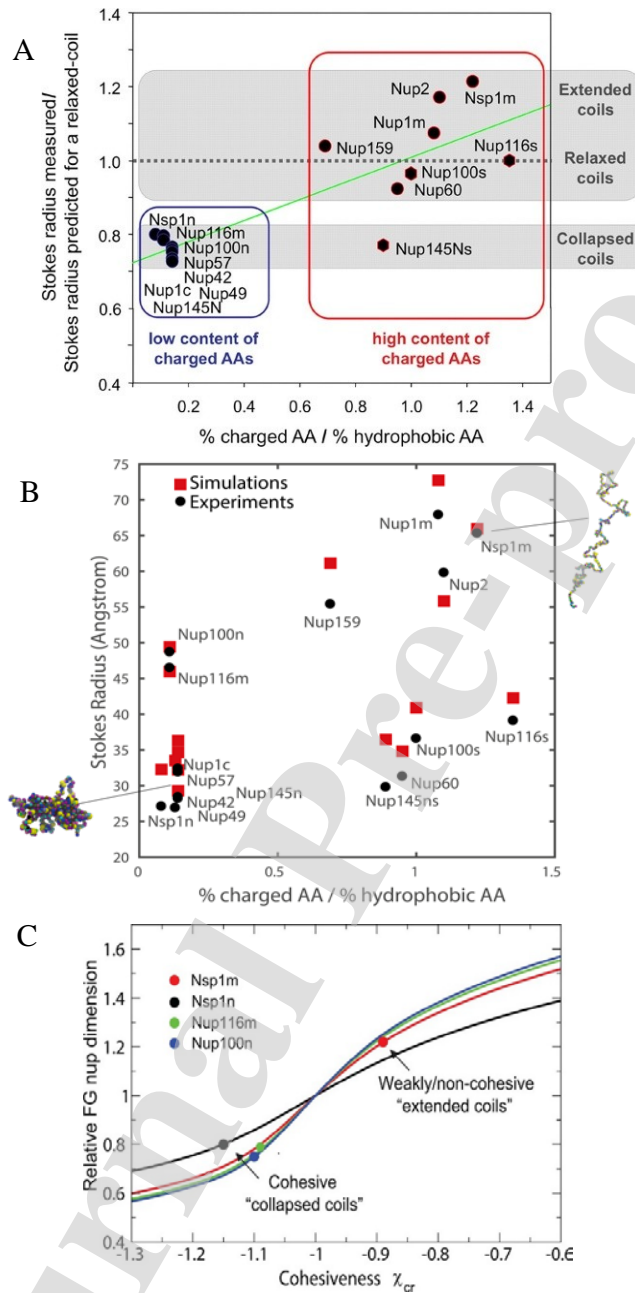 A
Stokes radius measured/
Stokes radius predicted for a relaxed-coil
1.4
1.2
1.0
0.8
0.6
0.4
Nup2
Nsp1m
Nup1m
Nup159
Nup116s
Nup100s
Nup60
Nup145Ns
Nsp1n
Nup116m
Nup100n
Nup57
Nup42
Nup1c
Nup49
Nup145N
Extended
coils
Relaxed
coils
Collapsed
coils
low content of
charged AAs
high content of
charged AAs
0.2
0.4
0.6
0.8
1.0
1.2
1.4
% charged AA / % hydrophobic AA
B
Stokes Radius (Angstrom)
75
70
65
60
55
50
45
40
35
30
25
20
Simulations
Experiments
Nup1m
Nsp1m
Nup2
Nup159
Nup100n
Nup116m
Nup116s
Nup100s
Nup60
Nup145ns
Nup1c
Nup57
Nup42
Nup145n
Nsp1n
Nup49
0
0.5
1
1.5
% charged AA / % hydrophobic AA
C
Relative FG nup dimension
1.6
1.4
1.2
1
0.8
0.6
0.4
Nsp1m
Nsp1n
Nup116m
Nup100n
Weakly/non-cohesive
"extended coils"
Cohesive
"collapsed coils"
-1.3
-1.2
-1.1
-1
-0.9
-0.8
-0.7
-0.6
Cohesiveness χcr
urnal Pre-pro